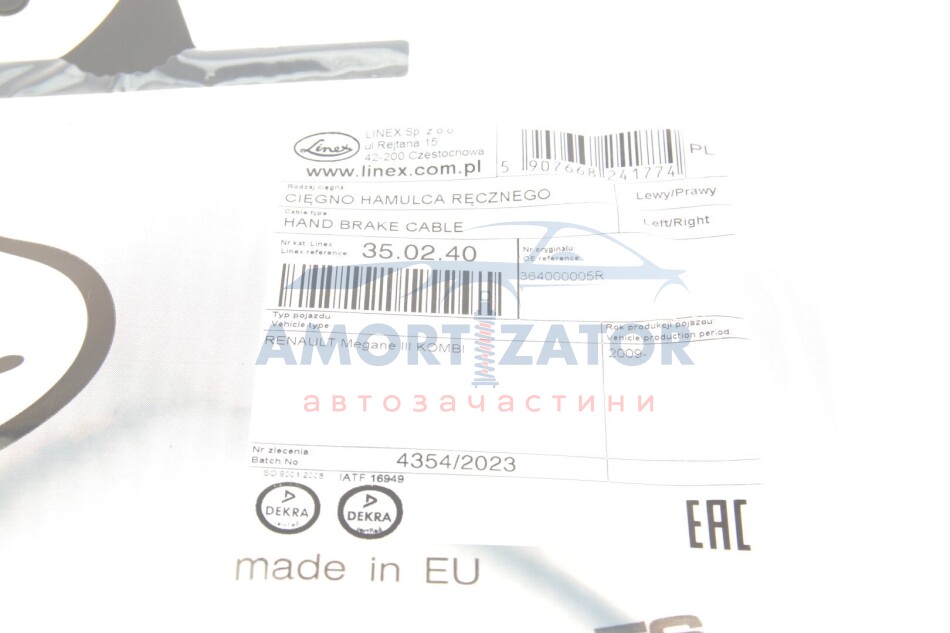 Linex
LINEX Sp. z o.o.
ul Rejtana 15
42-200 Częstochowa
www.linex.com.pl
5 907668 241774
PL
Rodzaj cięgna
CIĘGNO HAMULCA RĘCZNEGO
Lewy/Prawy
Cable type
HAND BRAKE CABLE
Left/Right
Nr kat. Linex
Linex reference:
35.02.40
Nr oryginału
OE reference:
364000005R
Typ pojazdu:
Vehicle type
RENAULT Megane III KOMBI
Rok produkcji pojazdu:
Vehicle production period:
2009-
AMORTIZATOR
автозачастини
Nr zlecenia
Batch No
4354/2023
ISO 9001:2008
IATF 16949
DEKRA
DEKRA
EAC
made in EU